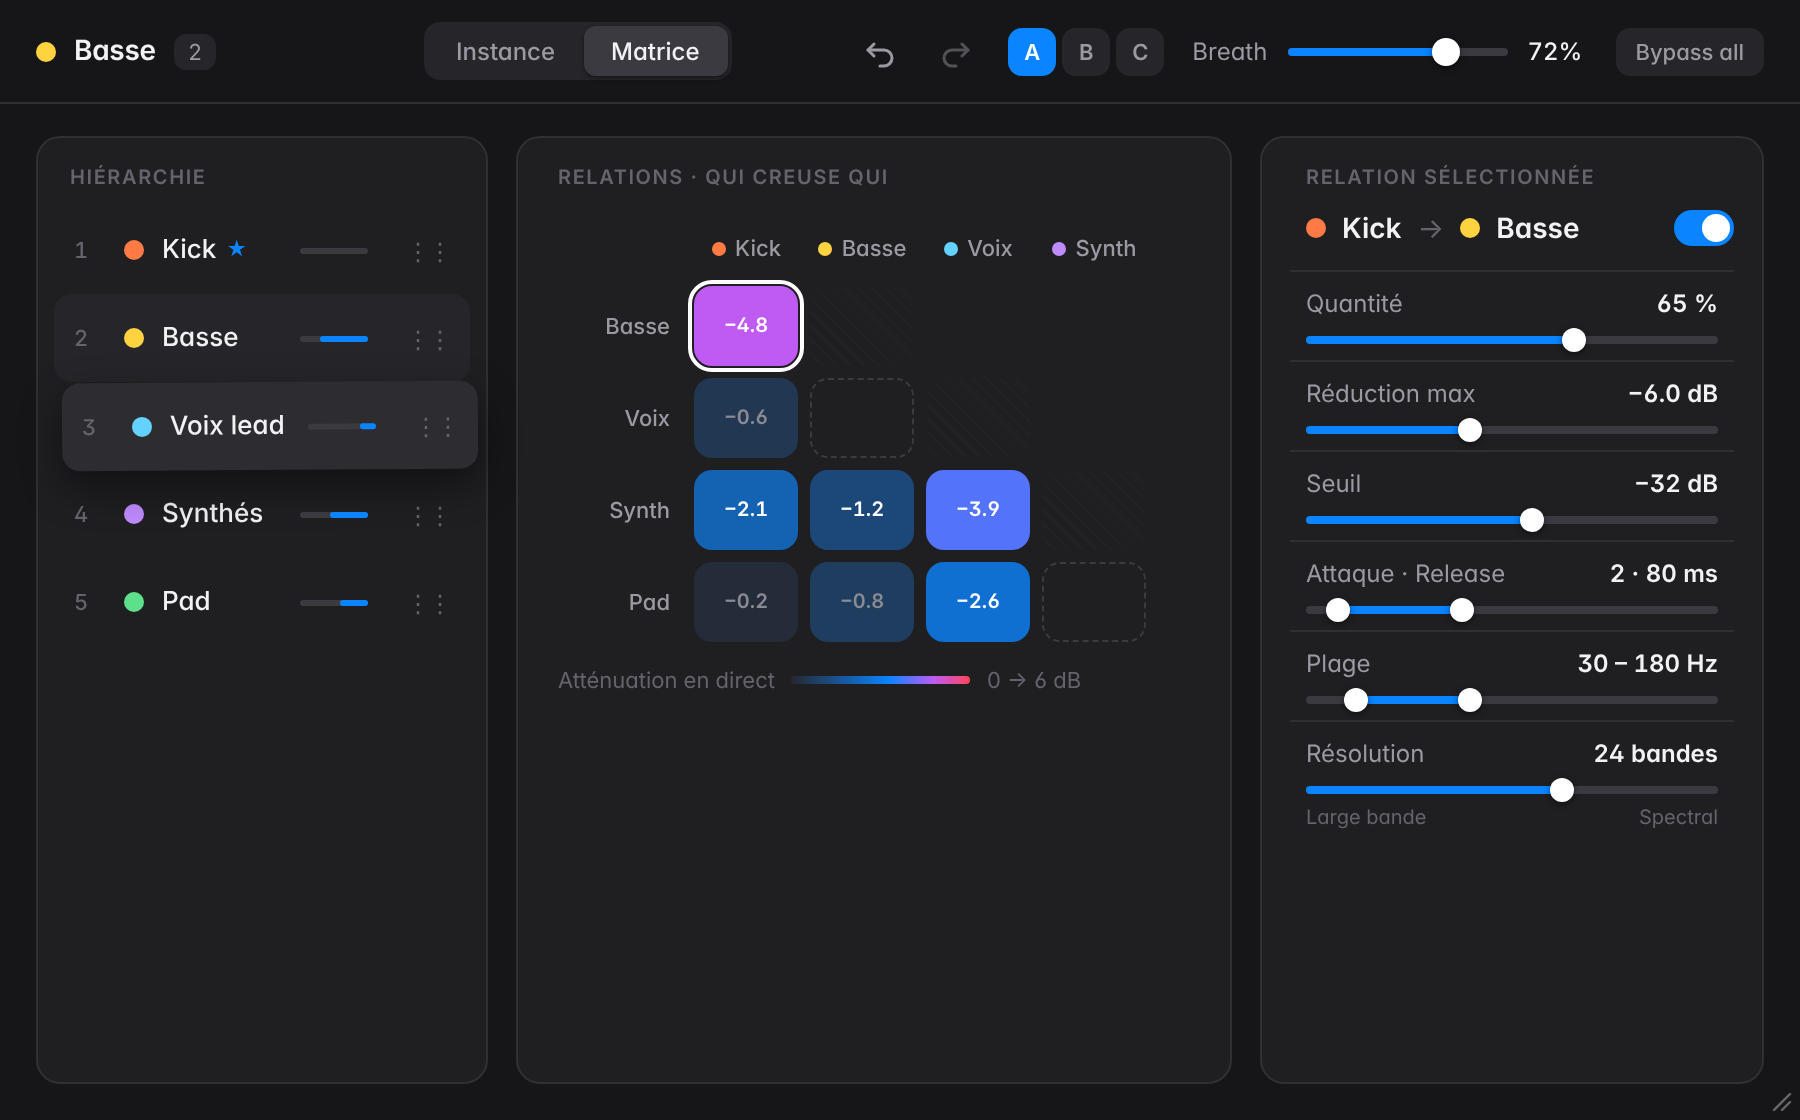 Basse 2 Instance Matrice A B C Breath 72% Bypass all
HIÉRARCHIE
1 Kick ★
2 Basse
3 Voix lead
4 Synthés
5 Pad
RELATIONS · QUI CREUSE QUI
Kick Basse Voix Synth
Basse −4.8
Voix −0.6
Synth −2.1 −1.2 −3.9
Pad −0.2 −0.8 −2.6
Atténuation en direct 0 → 6 dB
RELATION SÉLECTIONNÉE
Kick → Basse
Quantité 65 %
Réduction max −6.0 dB
Seuil −32 dB
Attaque · Release 2 · 80 ms
Plage 30 – 180 Hz
Résolution 24 bandes
Large bande Spectral